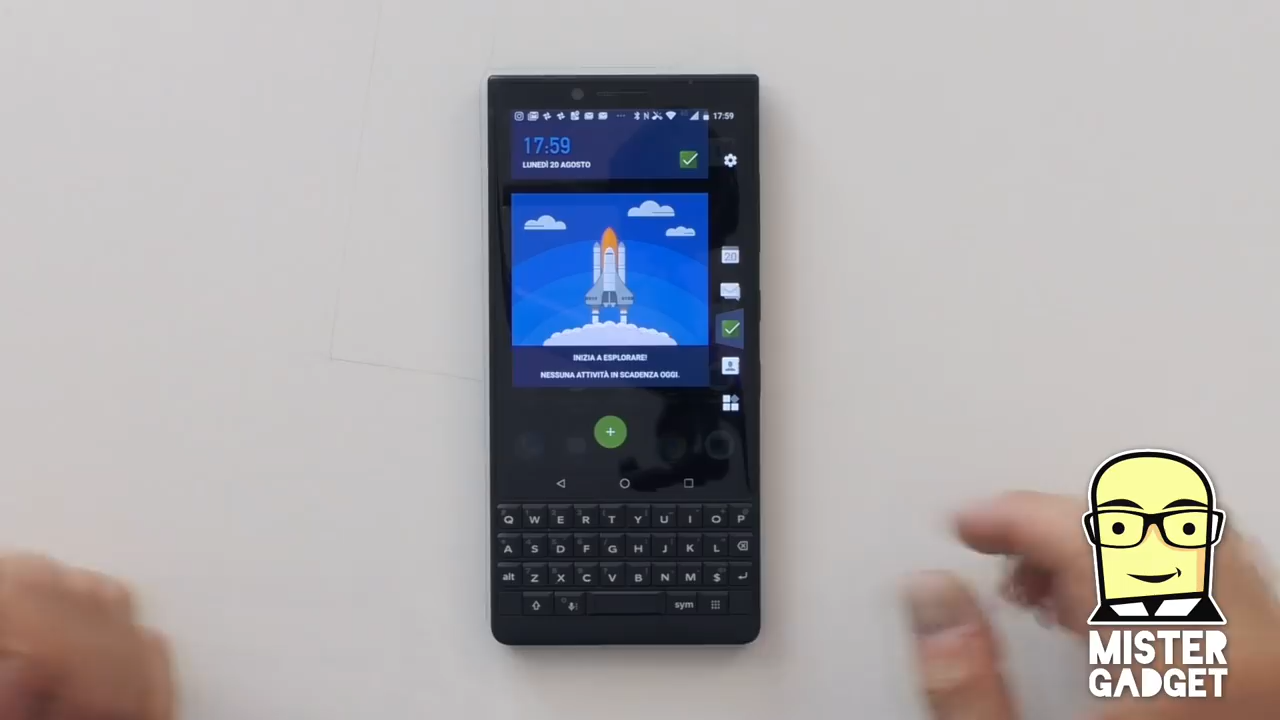 17:59
17:59
LUNEDÌ 20 AGOSTO
20
INIZIA A ESPLORARE!
NESSUNA ATTIVITÀ IN SCADENZA OGGI.
Q W E R T Y U I O P
A S D F G H J K L
alt Z X C V B N M $
sym
MISTER
GADGET